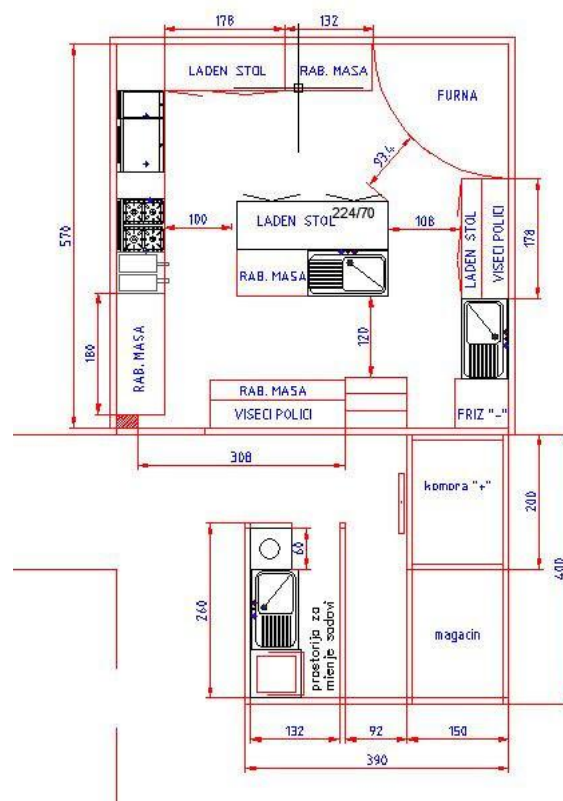 178
132
LADEN STOL
RAB. MASA
FURNA
93.4
570
100
LADEN STOL
224/70
108
LADEN STOL
VISECI POLICI
178
RAB. MASA
180
RAB. MASA
120
RAB. MASA
VISECI POLICI
FRIZ "-"
308
komora "+"
200
60
260
prostorija za
mienje sadovi
magacin
400
132
92
150
390